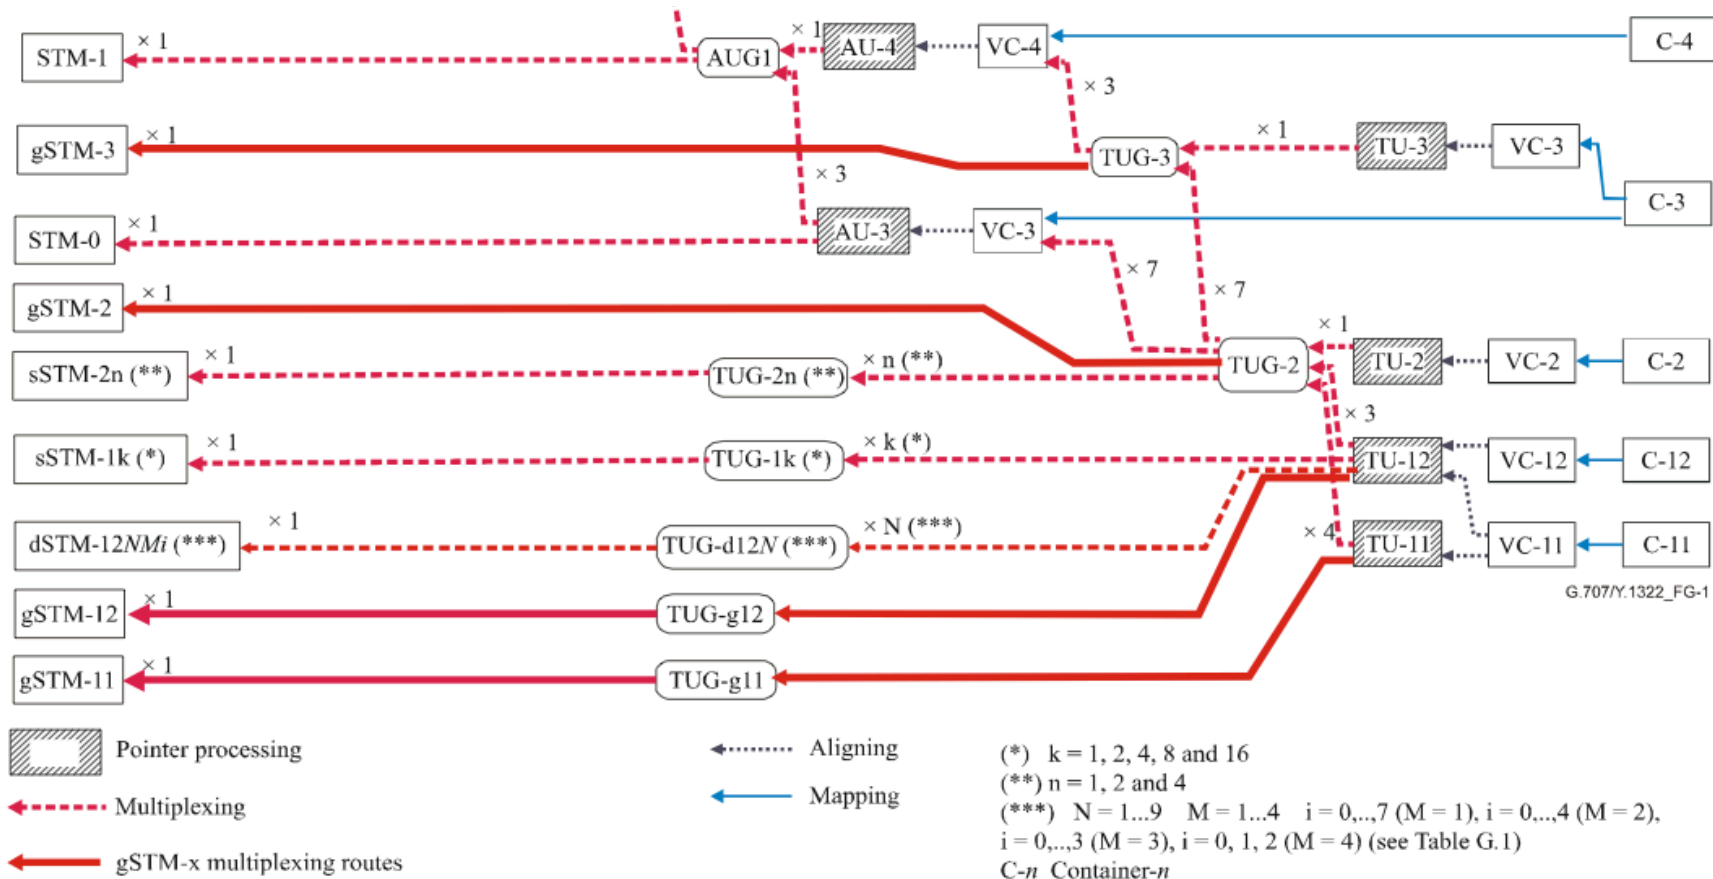 STM-1
× 1
AUG1
× 1
AU-4
VC-4
C-4
× 3
gSTM-3
× 1
TUG-3
× 1
TU-3
VC-3
× 3
C-3
STM-0
× 1
AU-3
VC-3
× 7
× 7
gSTM-2
× 1
sSTM-2n (**)
× 1
TUG-2n (**)
× n (**)
TUG-2
× 1
TU-2
VC-2
C-2
× 3
sSTM-1k (*)
× 1
TUG-1k (*)
× k (*)
TU-12
VC-12
C-12
dSTM-12NMi (***)
× 1
TUG-d12N (***)
× N (***)
× 4
TU-11
VC-11
C-11
G.707/Y.1322_FG-1
gSTM-12
× 1
TUG-g12
gSTM-11
× 1
TUG-g11
Pointer processing
Multiplexing
gSTM-x multiplexing routes
Aligning
Mapping
(*) k = 1, 2, 4, 8 and 16
(**) n = 1, 2 and 4
(***) N = 1...9 M = 1...4 i = 0,..,7 (M = 1), i = 0,..,4 (M = 2),
i = 0,..,3 (M = 3), i = 0, 1, 2 (M = 4) (see Table G.1)
C-n Container-n